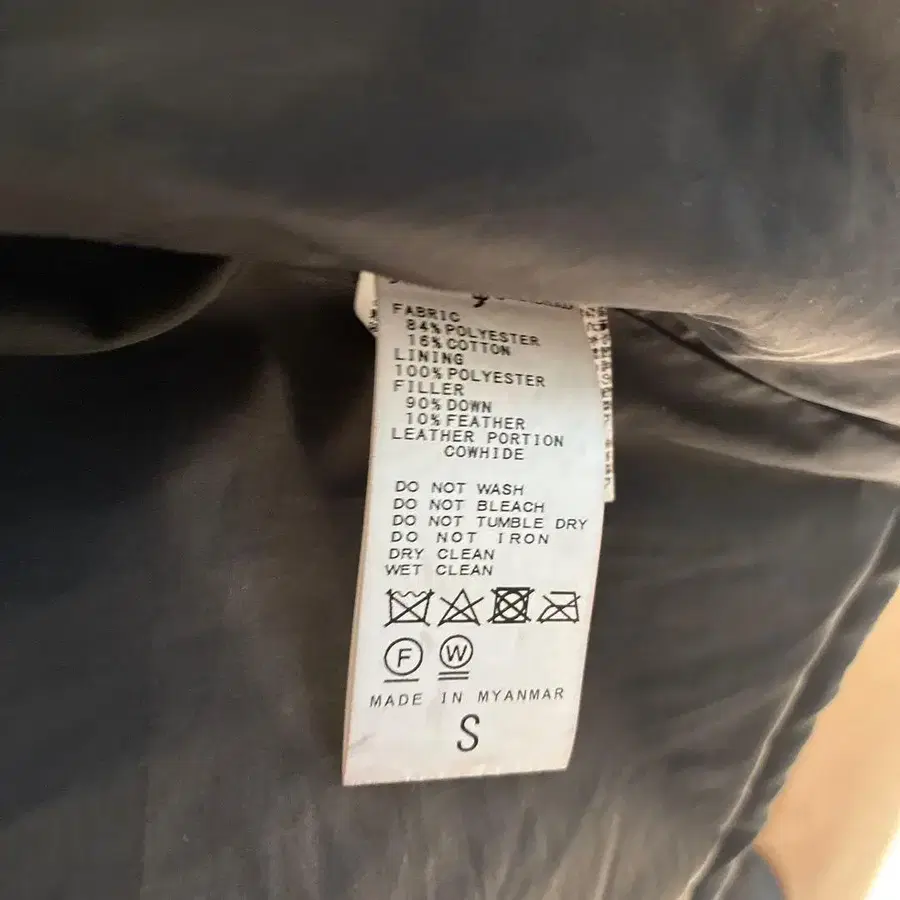 FABRIC
84% POLYESTER
16% COTTON
LINING
100% POLYESTER
FILLER
90% DOWN
10% FEATHER
LEATHER PORTION
COWHIDE
DO NOT WASH
DO NOT BLEACH
DO NOT TUMBLE DRY
DO NOT IRON
DRY CLEAN
WET CLEAN
F W
MADE IN MYANMAR
S